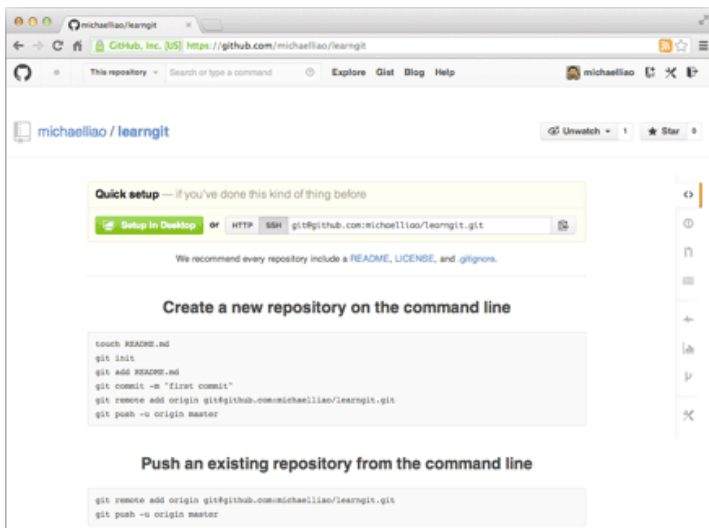 michaelliao/learngit
GitHub, Inc. [US] https://github.com/michaelliao/learngit
This repository Search or type a command Explore Gist Blog Help michaelliao
michaelliao / learngit Unwatch 1 Star 0
Quick setup — if you've done this kind of thing before
Setup in Desktop or HTTP SSH git@github.com:michaelliao/learngit.git
We recommend every repository include a README, LICENSE, and .gitignore.
Create a new repository on the command line
touch README.md
git init
git add README.md
git commit -m "first commit"
git remote add origin git@github.com:michaelliao/learngit.git
git push -u origin master
Push an existing repository from the command line
git remote add origin git@github.com:michaelliao/learngit.git
git push -u origin master